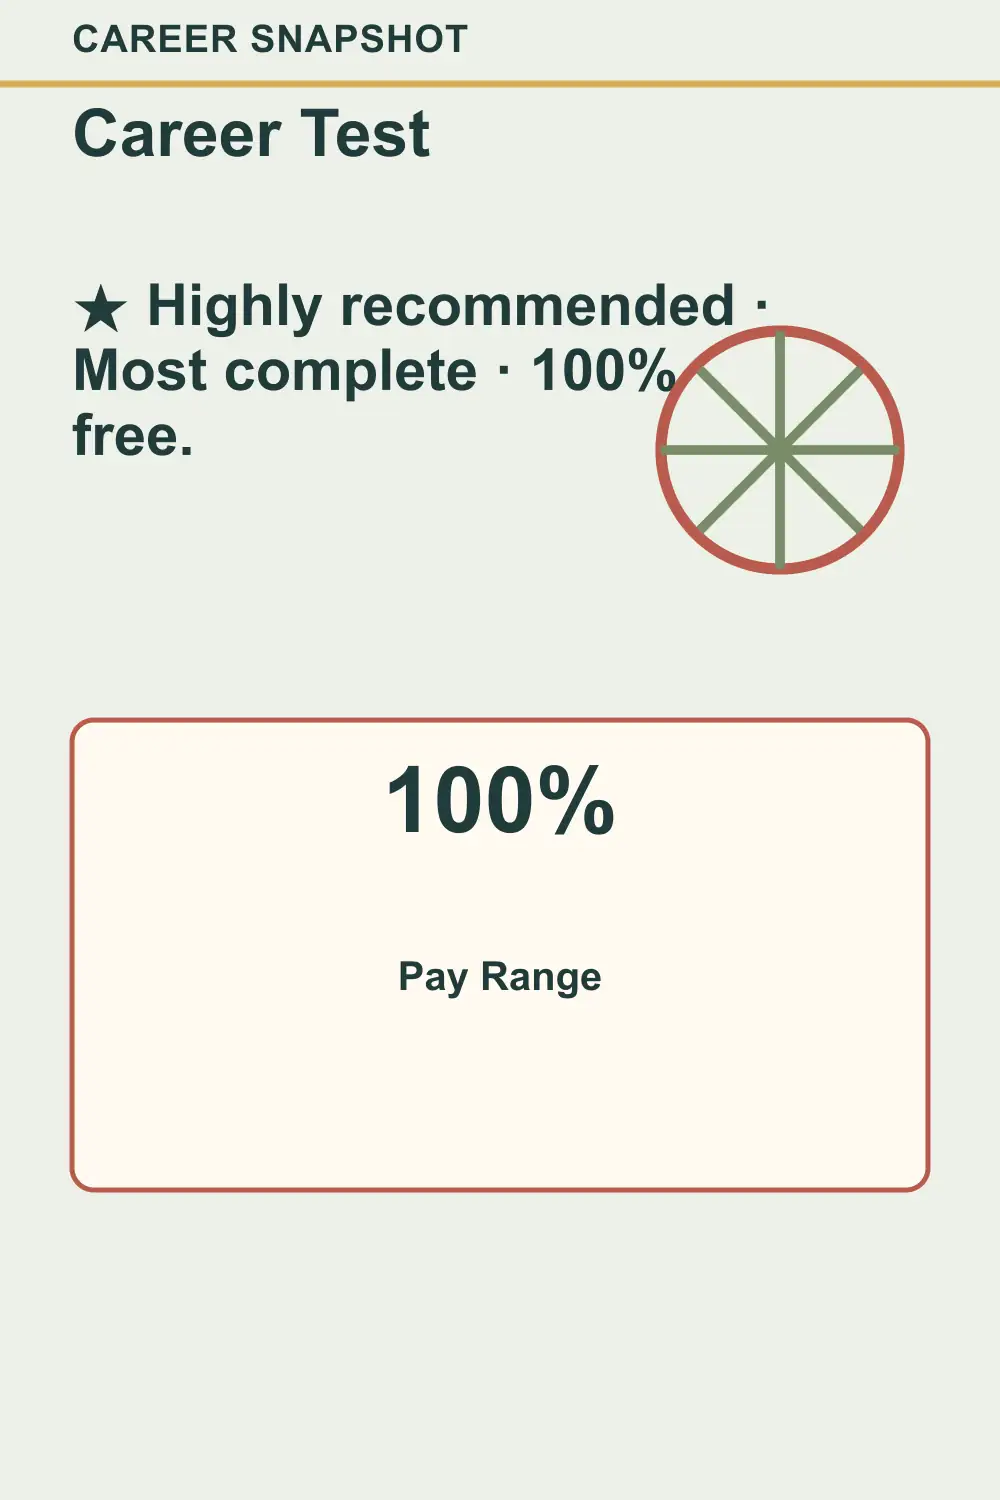 CAREER SNAPSHOT
Career Test
★ Highly recommended ·
Most complete · 100%
free.
100%
Pay Range